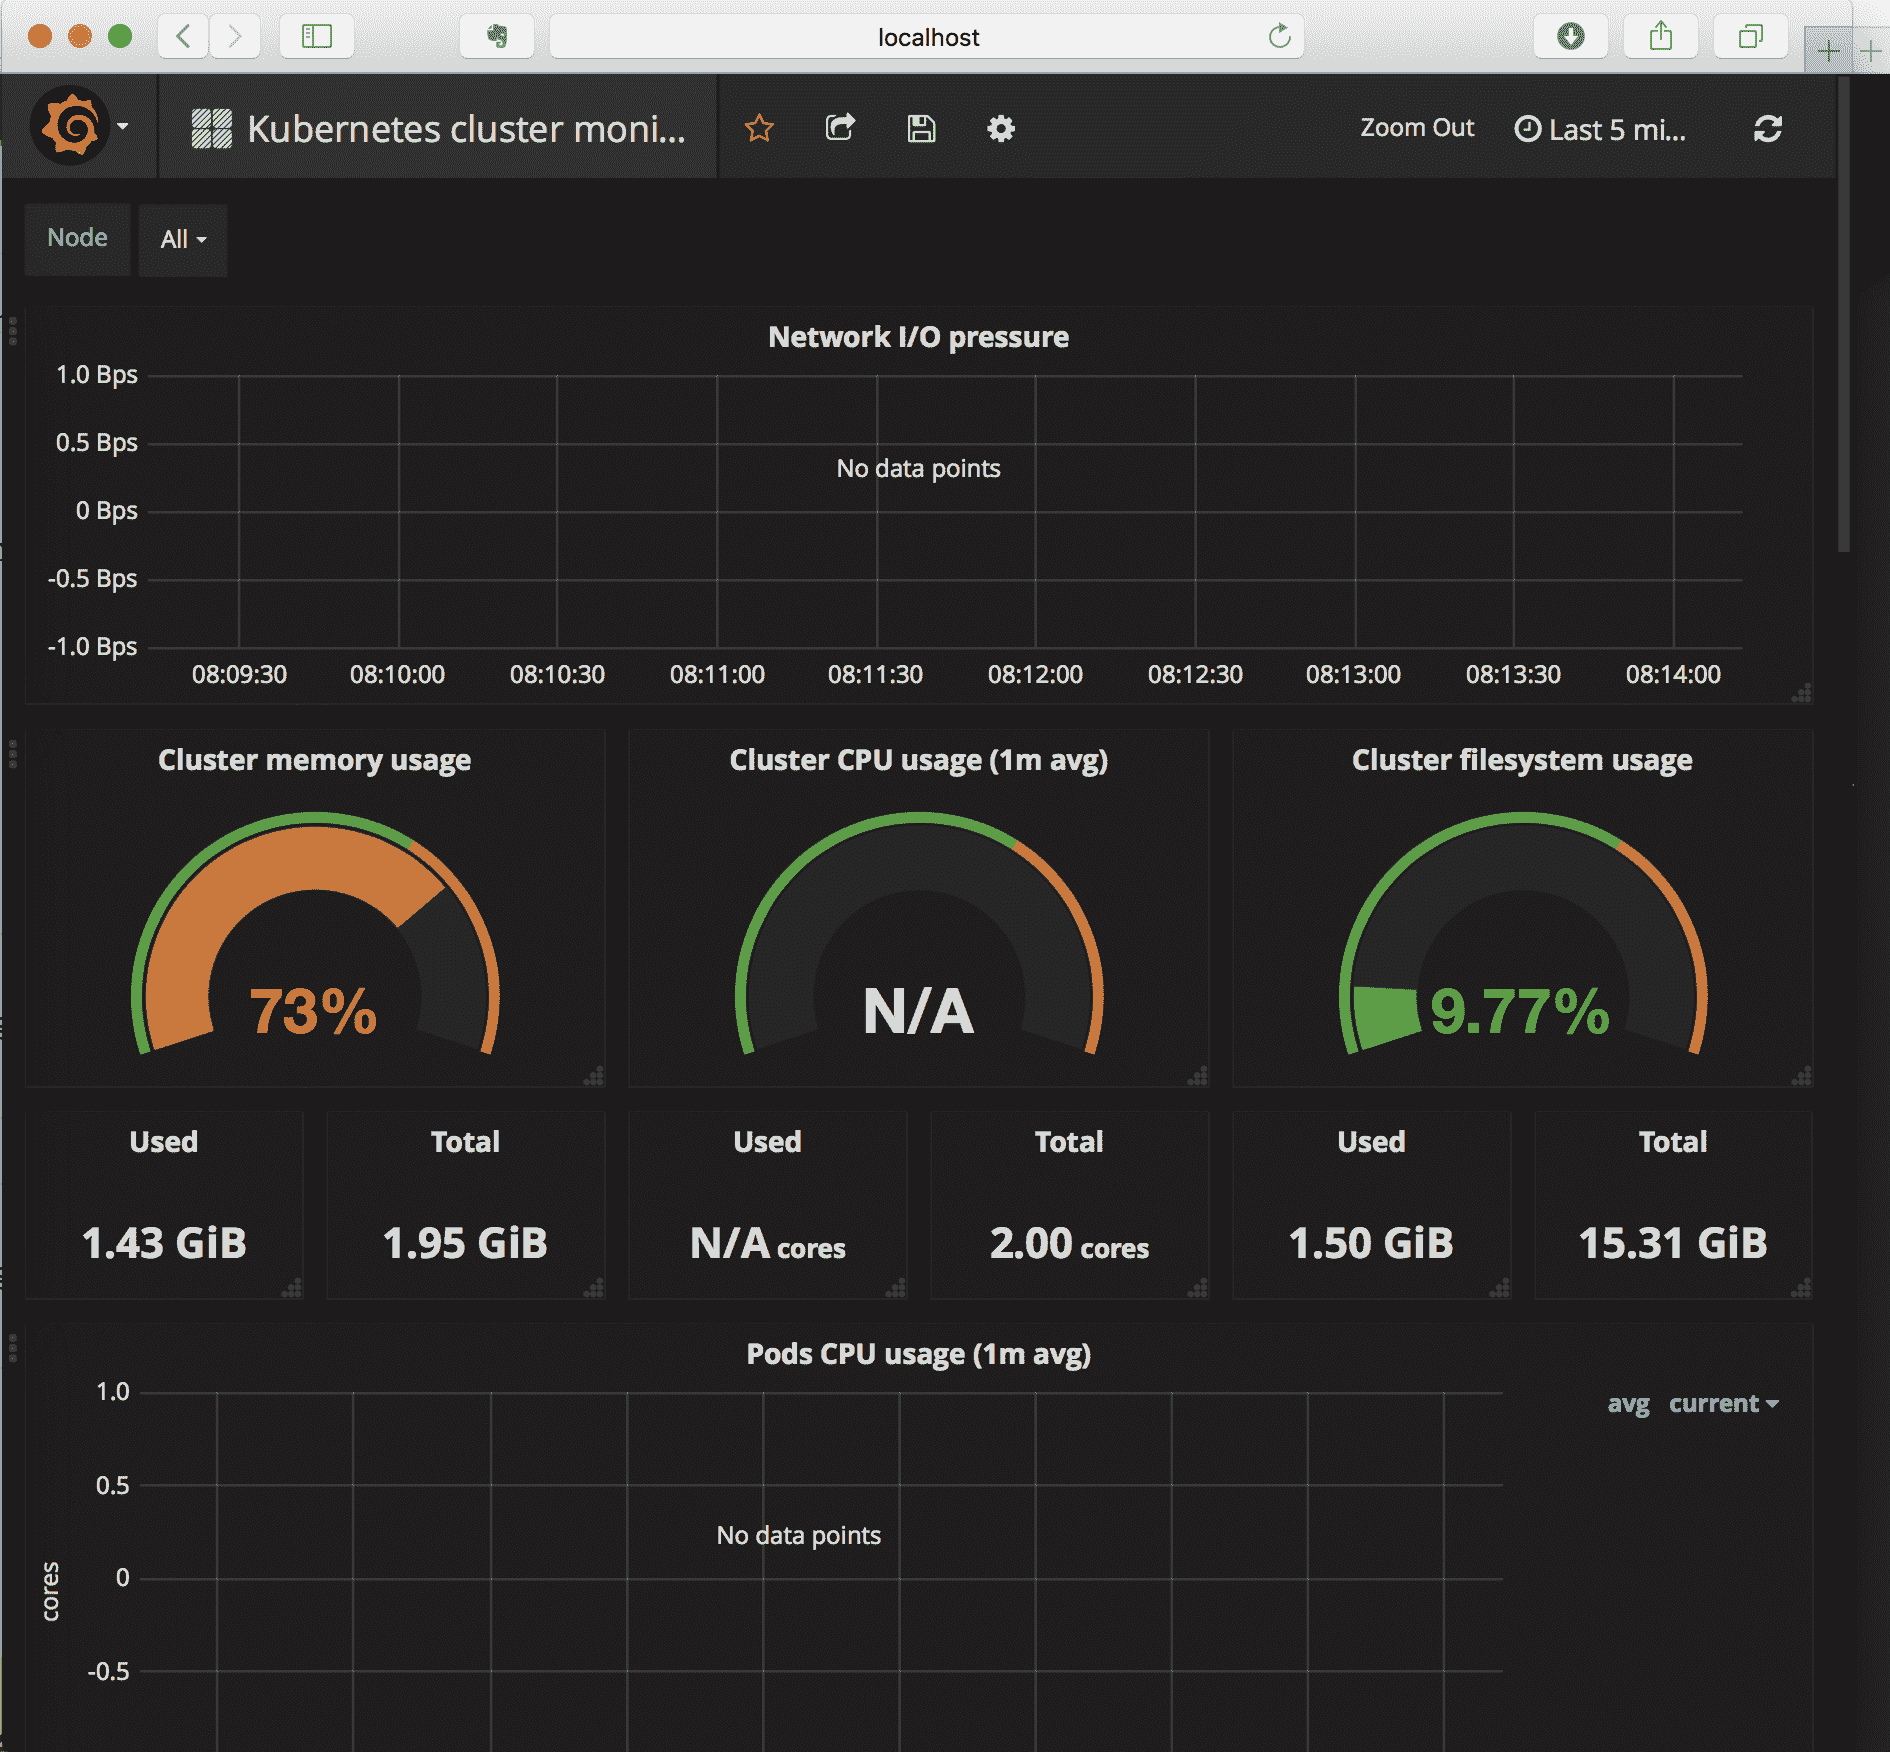 localhost
Kubernetes cluster moni...
Zoom Out
Last 5 mi...
Node
All
Network I/O pressure
1.0 Bps
0.5 Bps
No data points
0 Bps
-0.5 Bps
-1.0 Bps
08:09:30 08:10:00 08:10:30 08:11:00 08:11:30 08:12:00 08:12:30 08:13:00 08:13:30 08:14:00
Cluster memory usage
73%
Cluster CPU usage (1m avg)
N/A
Cluster filesystem usage
9.77%
Used
1.43 GiB
Total
1.95 GiB
Used
N/A cores
Total
2.00 cores
Used
1.50 GiB
Total
15.31 GiB
Pods CPU usage (1m avg)
1.0
avg current
0.5
No data points
0
cores
-0.5